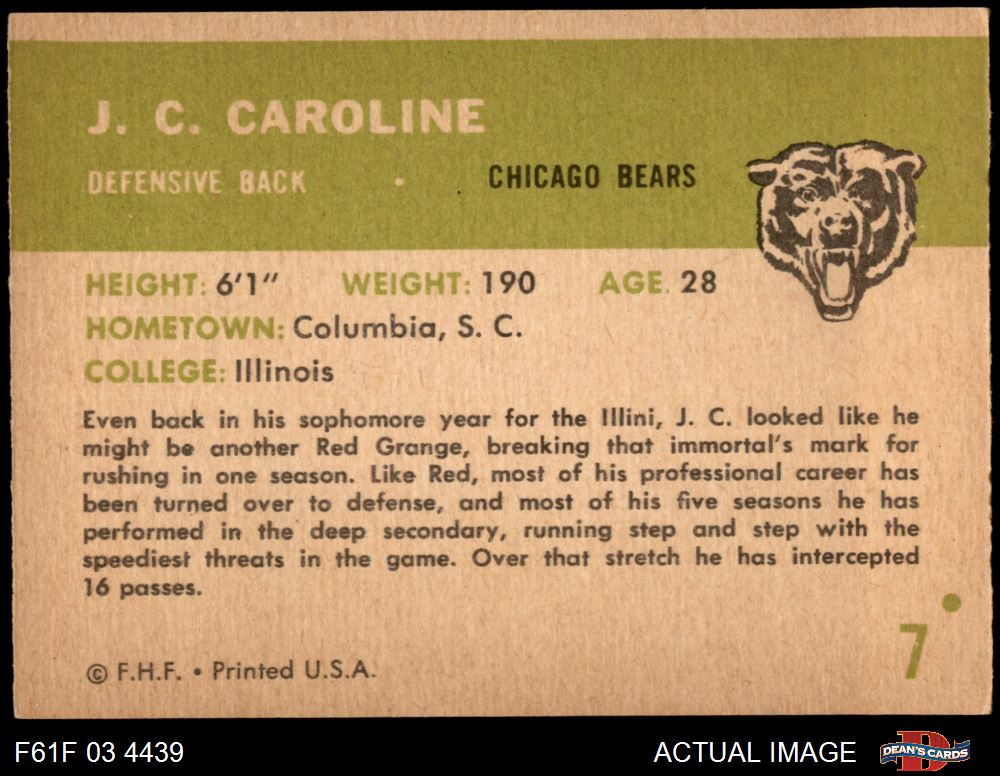 J. C. CAROLINE
DEFENSIVE BACK • CHICAGO BEARS
HEIGHT: 6'1" WEIGHT: 190 AGE. 28
HOMETOWN: Columbia, S. C.
COLLEGE: Illinois
Even back in his sophomore year for the Illini, J. C. looked like he
might be another Red Grange, breaking that immortal's mark for
rushing in one season. Like Red, most of his professional career has
been turned over to defense, and most of his five seasons he has
performed in the deep secondary, running step and step with the
speediest threats in the game. Over that stretch he has intercepted
16 passes.
7
© F.H.F. • Printed U.S.A.
F61F 03 4439 ACTUAL IMAGE D DEAN'S CARDS